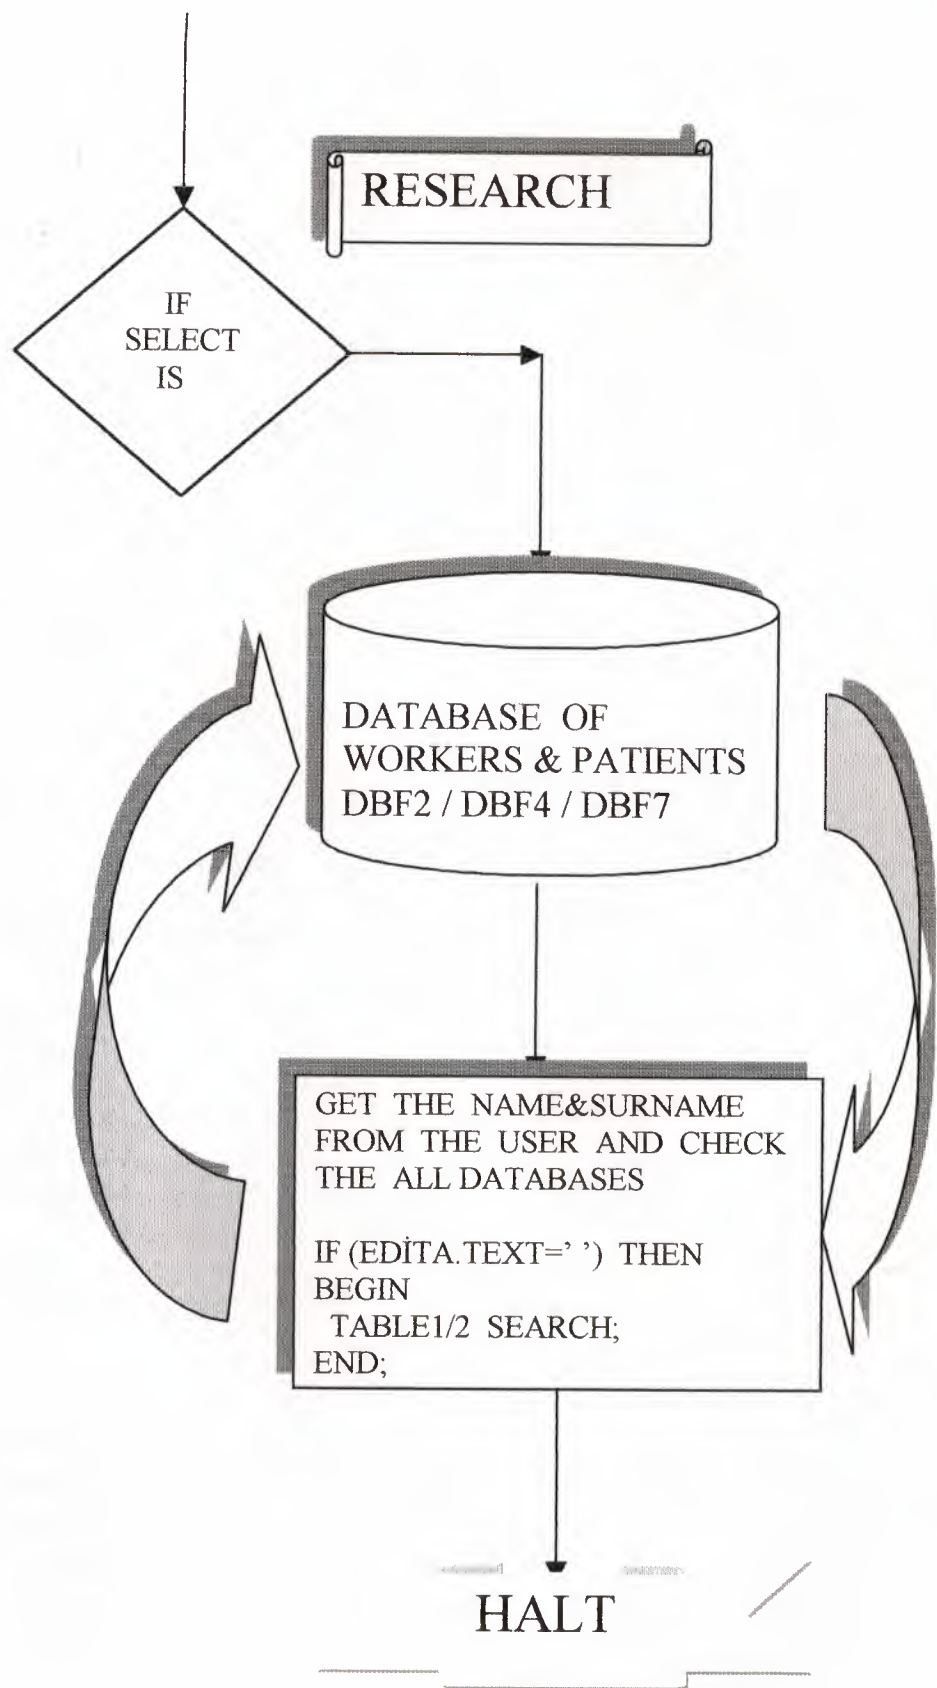 RESEARCH
IF
SELECT
IS
DATABASE OF
WORKERS & PATIENTS
DBF2 / DBF4 / DBF7
GET THE NAME&SURNAME
FROM THE USER AND CHECK
THE ALL DATABASES
IF (EDİTA.TEXT=’ ’) THEN
BEGIN
TABLE1/2 SEARCH;
END;
HALT